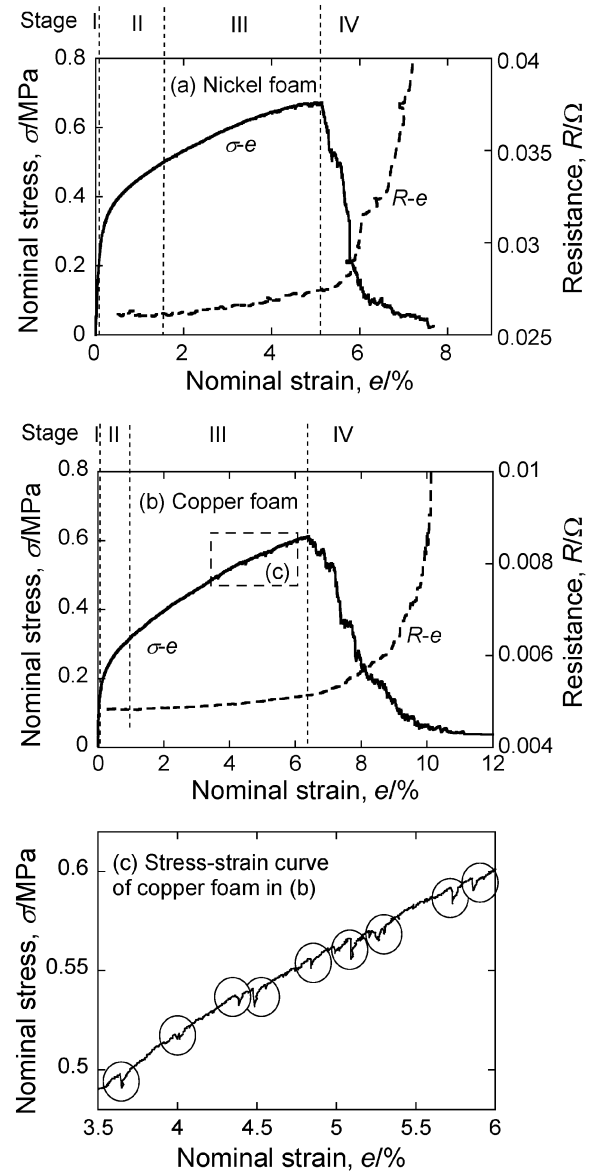 Stage I II III IV
0.8 0.04
(a) Nickel foam
0.6
σ-e
0.035
0.4
R-e
0.03
0.2
0 0.025
0 2 4 6 8
Nominal stress, σ/MPa
Resistance, R/Ω
Nominal strain, e/%
Stage I II III IV
0.8 0.01
(b) Copper foam
0.6
0.008
(c)
0.4
σ-e
R-e
0.006
0.2
0 0.004
0 2 4 6 8 10 12
Nominal stress, σ/MPa
Resistance, R/Ω
Nominal strain, e/%
(c) Stress-strain curve
of copper foam in (b)
0.6
0.55
0.5
3.5 4 4.5 5 5.5 6
Nominal stress, σ/MPa
Nominal strain, e/%